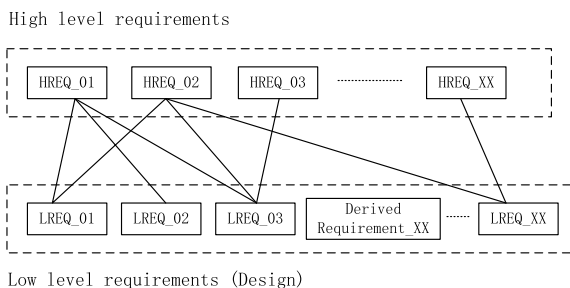 High level requirements
HREQ_01 HREQ_02 HREQ_03 HREQ_XX
LREQ_01 LREQ_02 LREQ_03 Derived Requirement_XX LREQ_XX
Low level requirements (Design)